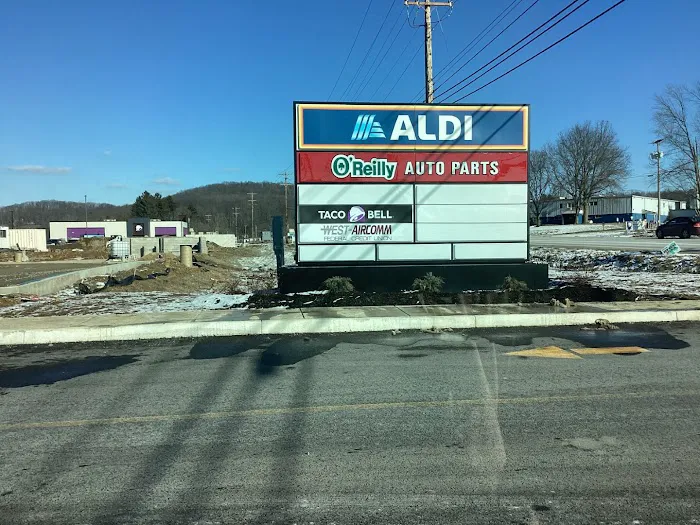 ALDI
O'Reilly AUTO PARTS
TACO BELL
WEST-AIRCOMM
FEDERAL CREDIT UNION